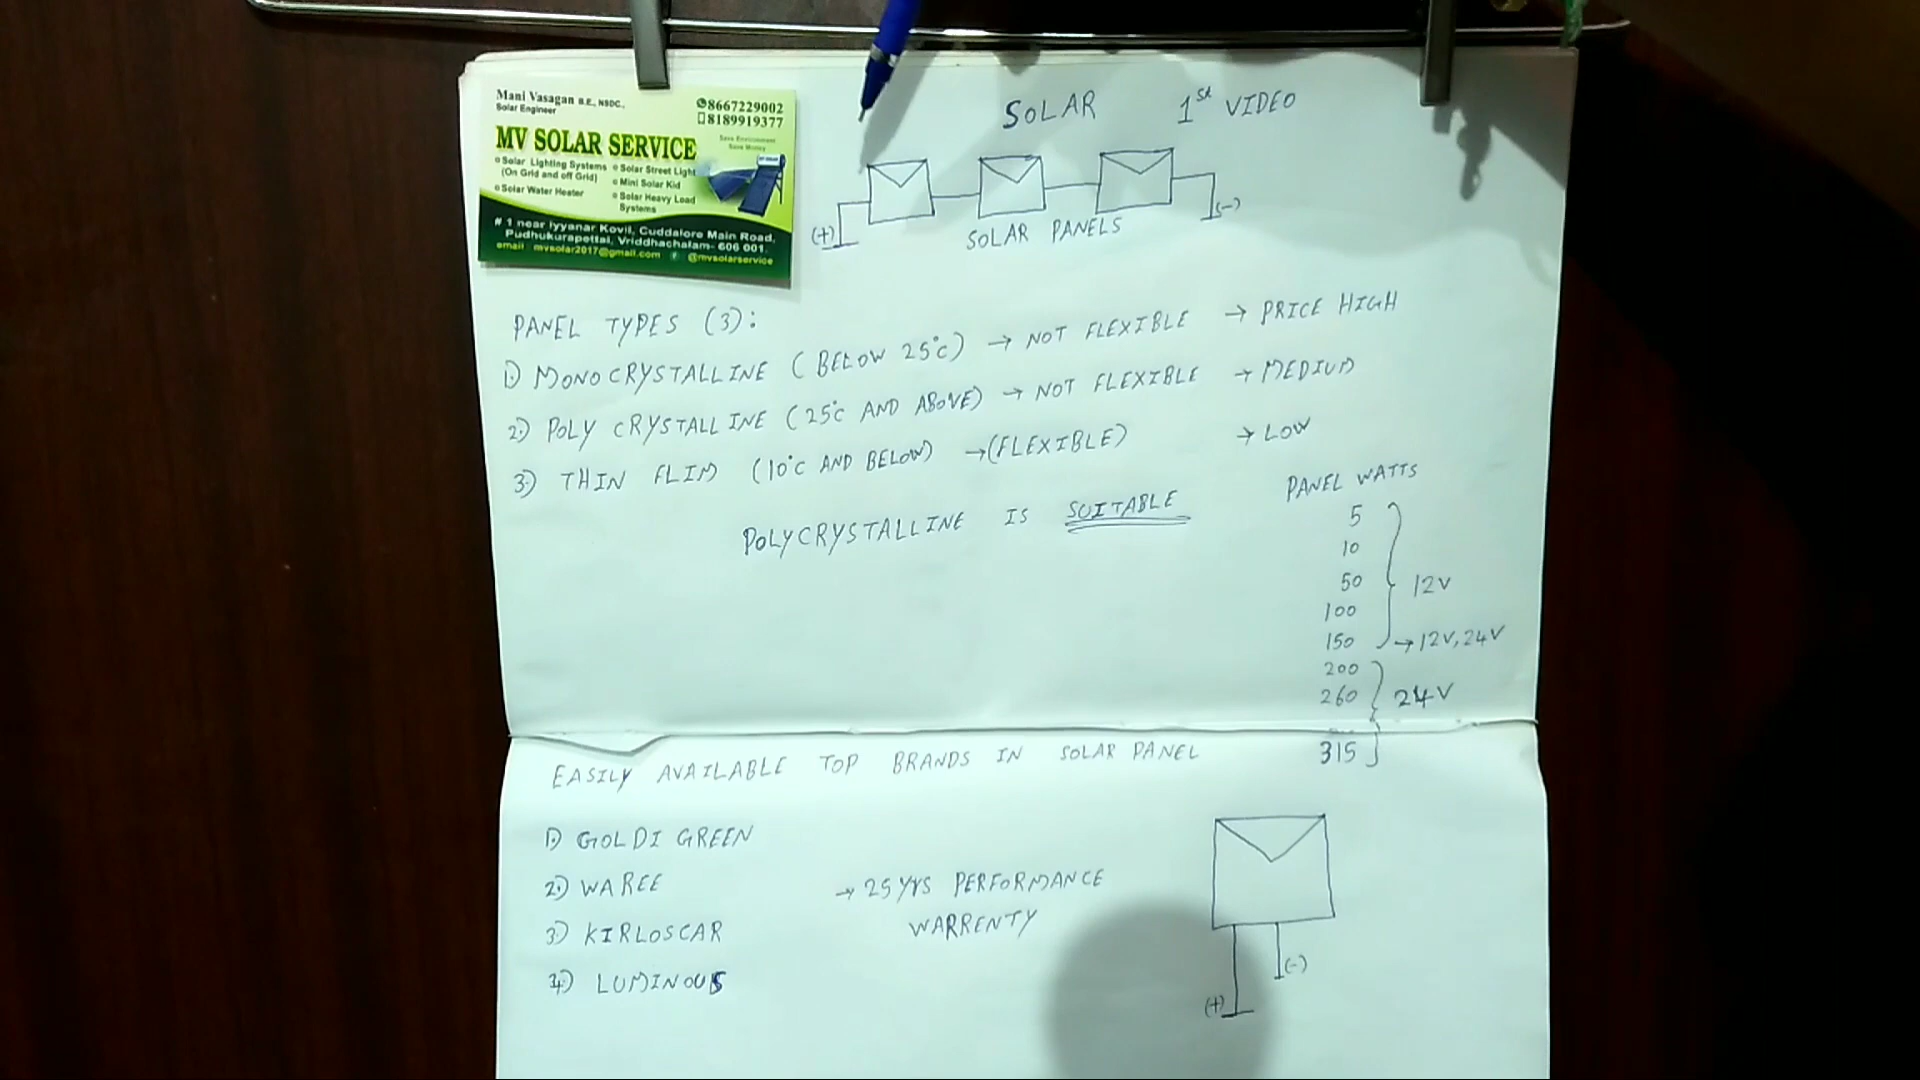 Mani Vasagan B.E., NSDC.,
Solar Engineer
8667229002
8189919377
Save Environment
Save Money
MV SOLAR SERVICE
Solar Lighting Systems
(On Grid and off Grid)
Solar Water Heater
Solar Street Light
Mini Solar Kid
Solar Heavy Load
Systems
# 1 near Iyyanar Kovil, Cuddalore Main Road,
Pudhukurapettai, Vriddhachalam- 606 001.
email : mvsolar2017@gmail.com f @mvsolarservice
SOLAR 1st VIDEO
(+) (-)
SOLAR PANELS
PANEL TYPES (3):
1) MONOCRYSTALLINE (BELOW 25°C) → NOT FLEXIBLE → PRICE HIGH
2) POLY CRYSTALLINE (25°C AND ABOVE) → NOT FLEXIBLE → MEDIUM
3) THIN FLIM (10°C AND BELOW) → (FLEXIBLE) → LOW
POLYCRYSTALLINE IS SUITABLE
PANEL WATTS
5
10
50 12V
100
150 → 12V, 24V
200
260 24V
315
EASILY AVAILABLE TOP BRANDS IN SOLAR PANEL
1) GOLDI GREEN
2) WAREE
3) KIRLOSCAR
4) LUMINOUS
→ 25 YRS PERFORMANCE
WARRENTY
(-)
(+)